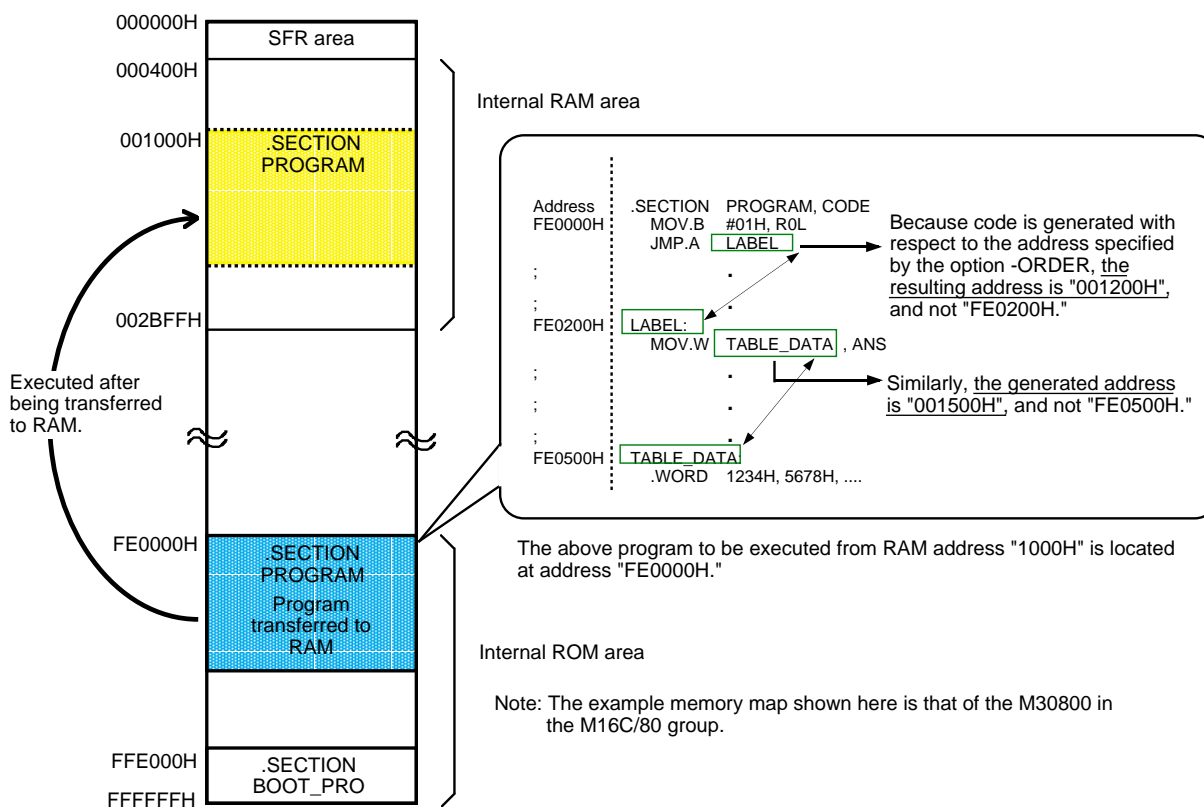 000000H
SFR area
000400H
Internal RAM area
001000H
.SECTION
PROGRAM
002BFFH
Executed after
being transferred
to RAM.
Address .SECTION PROGRAM, CODE
FE0000H MOV.B #01H, R0L
JMP.A LABEL
; .
; .
FE0200H LABEL:
MOV.W TABLE_DATA , ANS
; .
; .
; .
FE0500H TABLE_DATA:
.WORD 1234H, 5678H, ....
Because code is generated with
respect to the address specified
by the option -ORDER, the
resulting address is "001200H",
and not "FE0200H."
Similarly, the generated address
is "001500H", and not "FE0500H."
The above program to be executed from RAM address "1000H" is located
at address "FE0000H."
FE0000H
.SECTION
PROGRAM
Program
transferred to
RAM
Internal ROM area
Note: The example memory map shown here is that of the M30800 in
the M16C/80 group.
FFE000H
.SECTION
BOOT_PRO
FFFFFFH